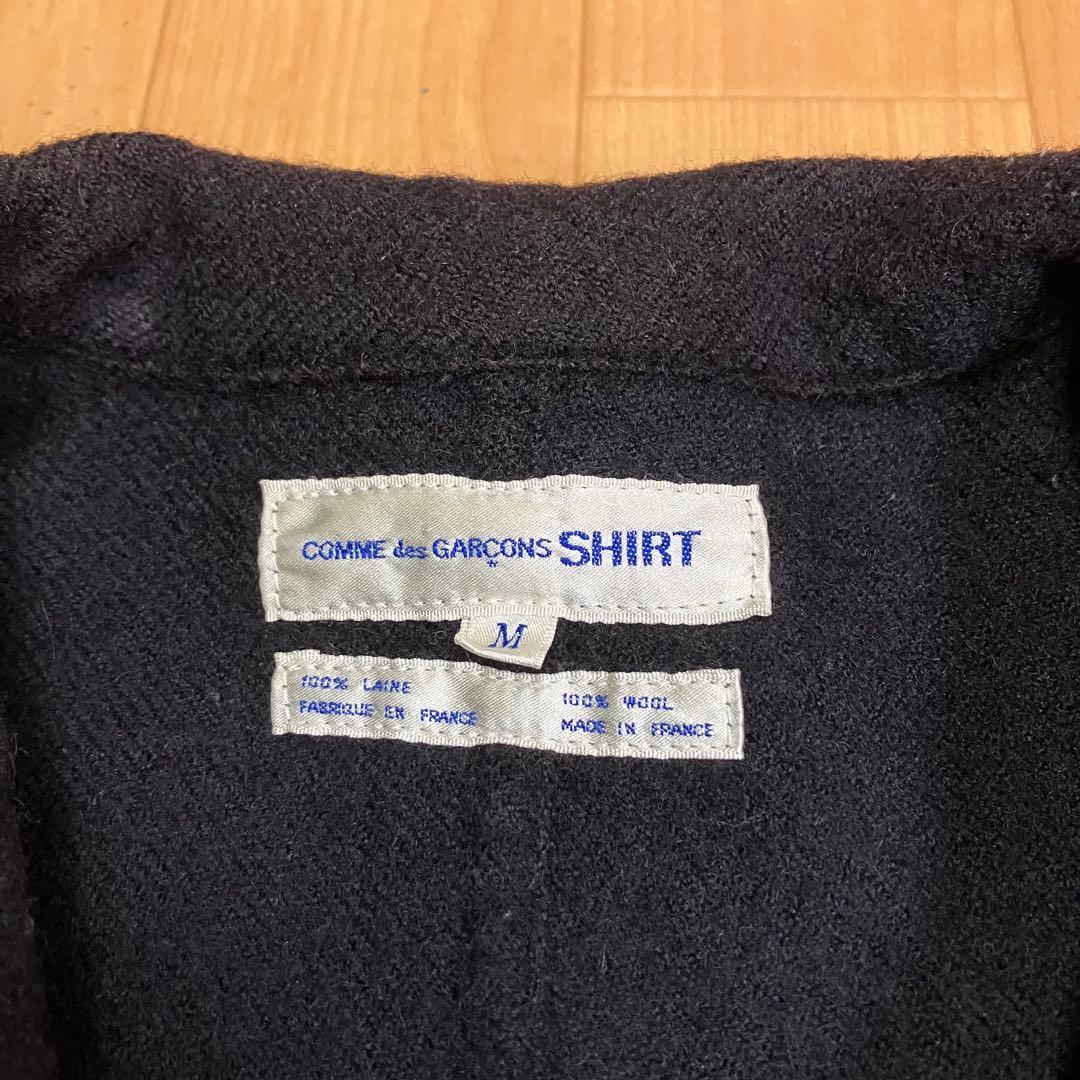 COMME des GARÇONS SHIRT
M
100% LAINE
FABRIQUE EN FRANCE
100% WOOL
MADE IN FRANCE